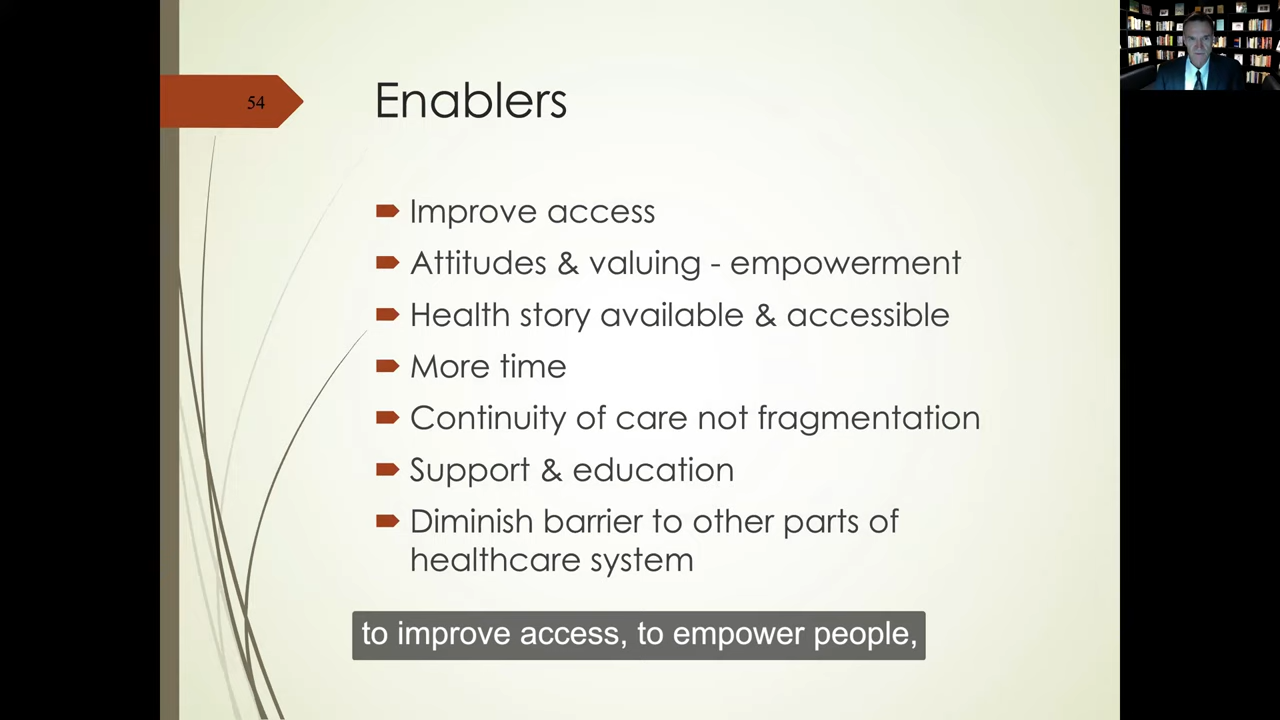 54
Enablers
Improve access
Attitudes & valuing - empowerment
Health story available & accessible
More time
Continuity of care not fragmentation
Support & education
Diminish barrier to other parts of
healthcare system
to improve access, to empower people,